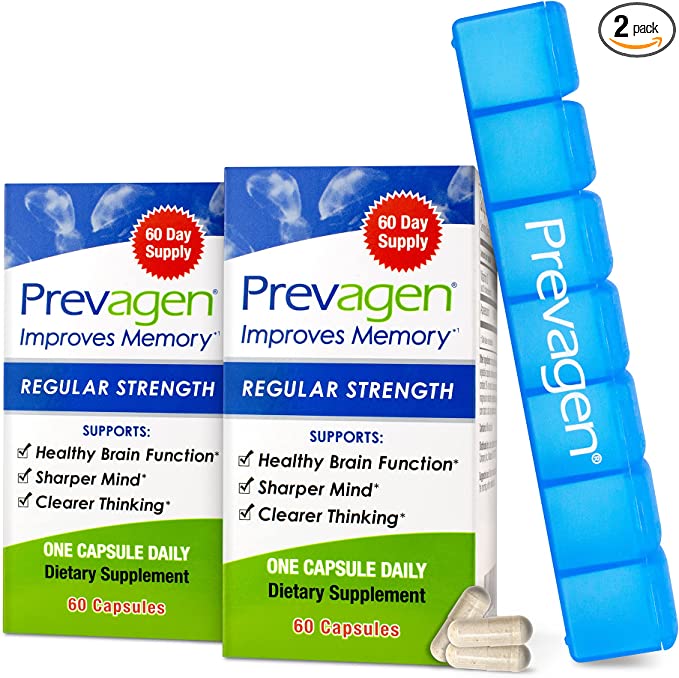 2
pack
60 Day
Supply
Prevagen®
Improves Memory*¹
REGULAR STRENGTH
SUPPORTS:
Healthy Brain Function*
Sharper Mind*
Clearer Thinking*
ONE CAPSULE DAILY
Dietary Supplement
60 Capsules
60 Day
Supply
Prevagen®
Improves Memory*¹
REGULAR STRENGTH
SUPPORTS:
Healthy Brain Function*
Sharper Mind*
Clearer Thinking*
ONE CAPSULE DAILY
Dietary Supplement
60 Capsules
Prevagen®